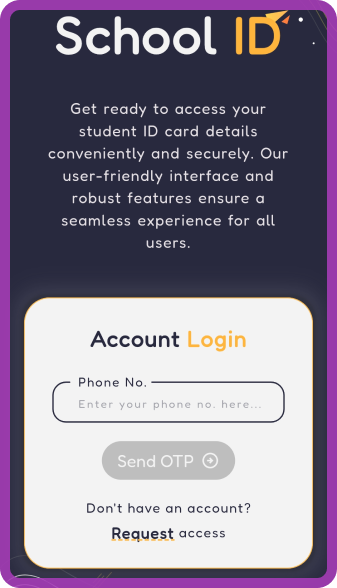 School ID
Get ready to access your
student ID card details
conveniently and securely. Our
user-friendly interface and
robust features ensure a
seamless experience for all
users.
Account Login
Phone No.
Enter your phone no. here...
Send OTP
Don't have an account?
Request access